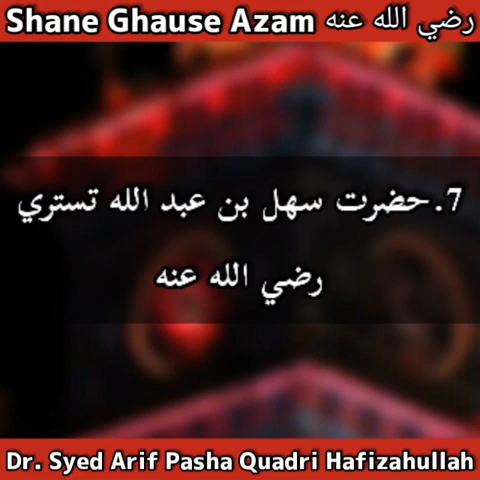 Shane Ghause Azam رضي الله عنه
7.حضرت سهل بن عبد الله تستري
رضي الله عنه
Dr. Syed Arif Pasha Quadri Hafizahullah